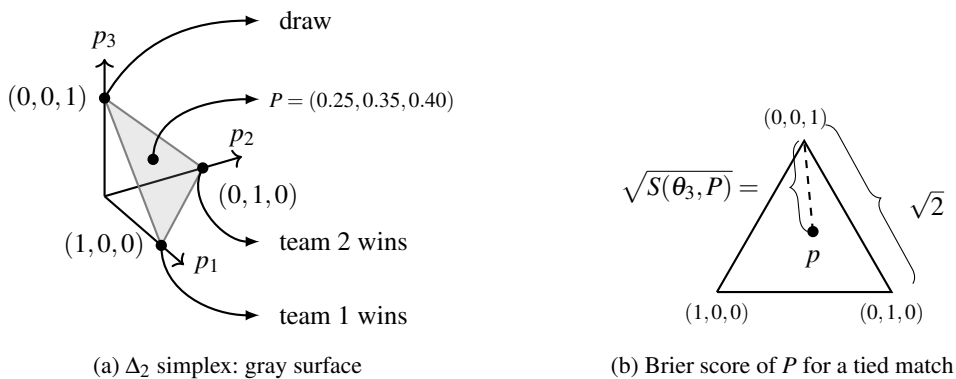 draw
p₃
(0,0,1)
P = (0.25,0.35,0.40)
p₂
(0,1,0)
(1,0,0)
p₁
team 2 wins
team 1 wins
(a) Δ₂ simplex: gray surface
(0,0,1)
√S(θ₃,P) =
√2
p
(1,0,0)
(0,1,0)
(b) Brier score of P for a tied match